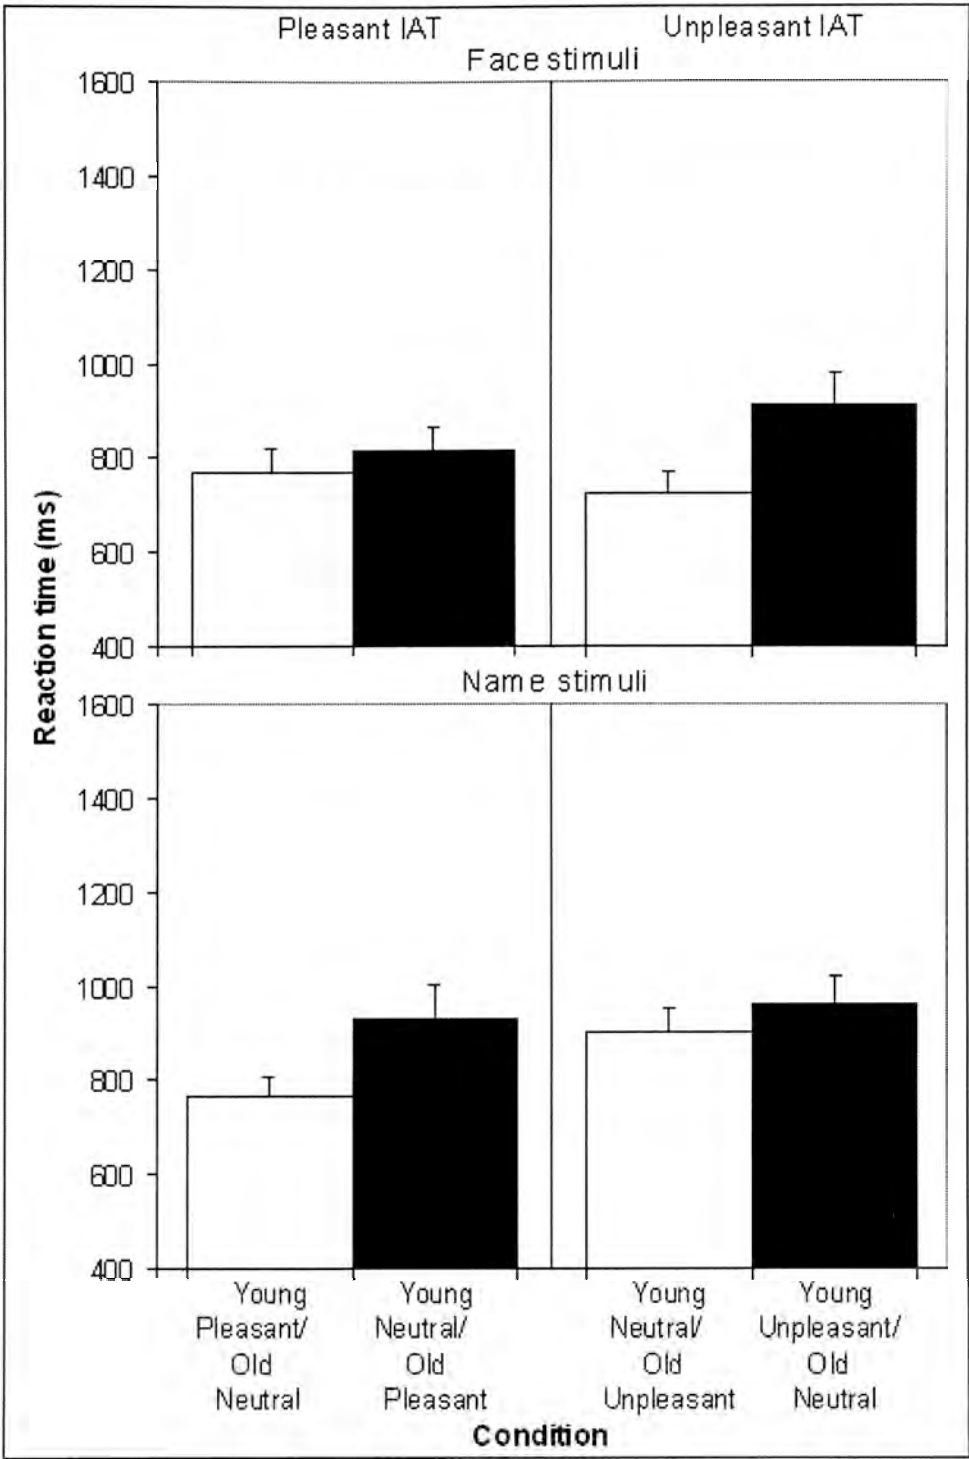 Pleasant IAT Unpleasant IAT
Face stimuli
1600
1400
1200
1000
800
600
400
Reaction time (ms)
Name stimuli
1600
1400
1200
1000
800
600
400
Young Young Young Young
Pleasant/ Neutral/ Neutral/ Unpleasant/
Old Old Old Old
Neutral Pleasant Unpleasant Neutral
Condition